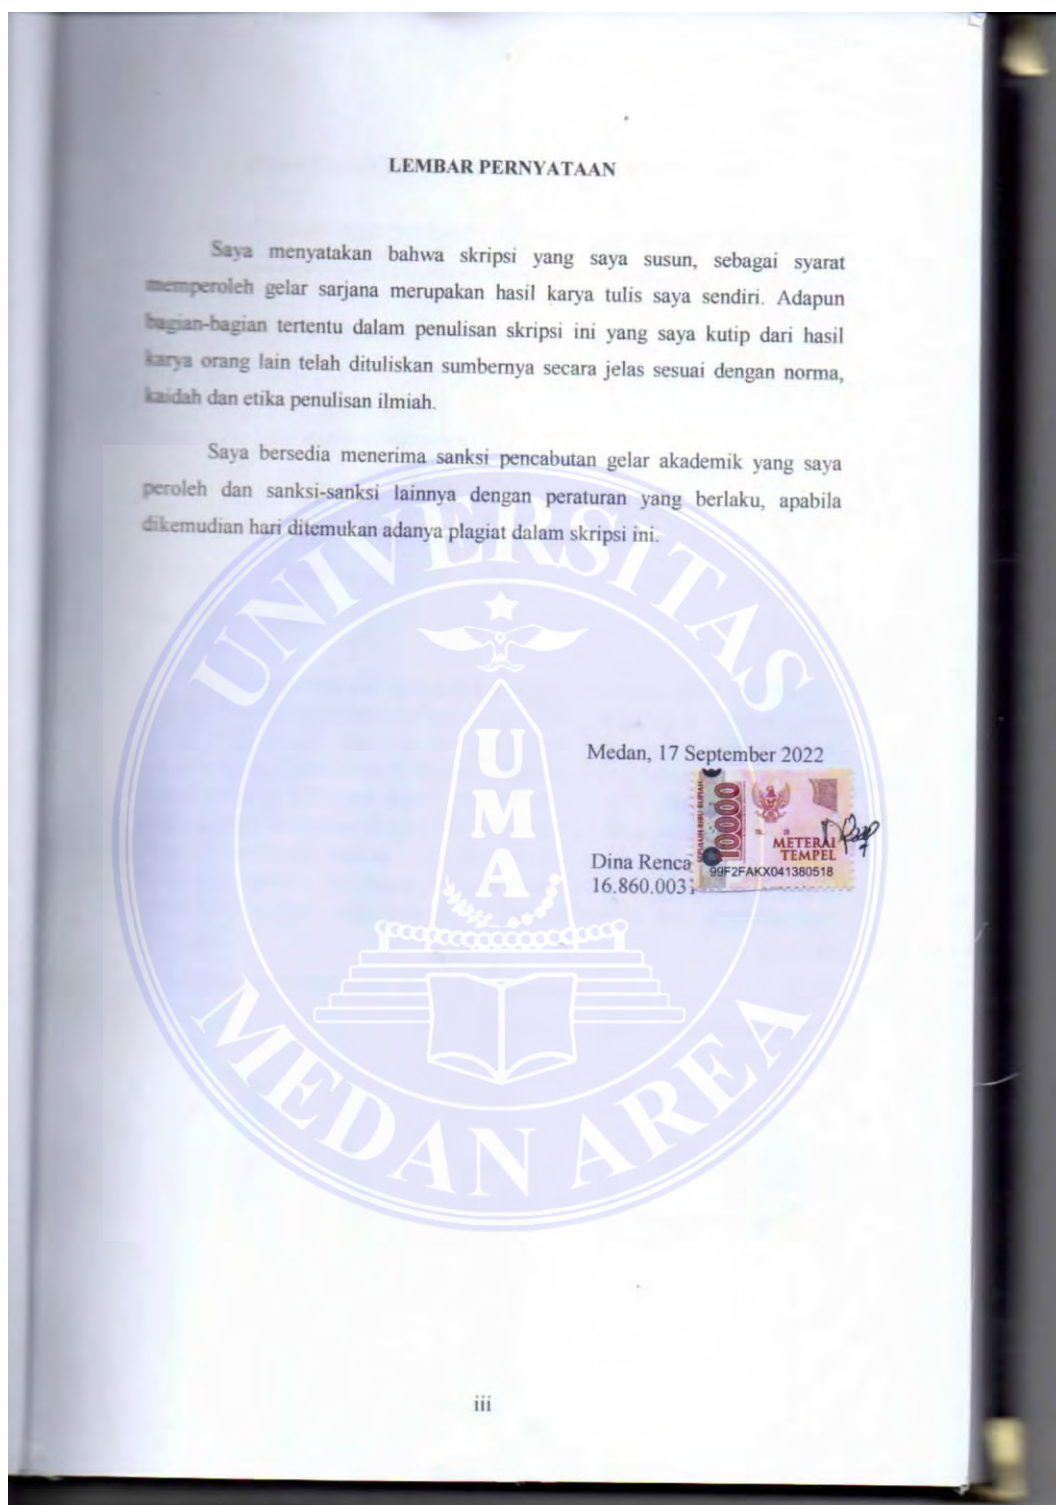 LEMBAR PERNYATAAN
Saya menyatakan bahwa skripsi yang saya susun, sebagai syarat
memperoleh gelar sarjana merupakan hasil karya tulis saya sendiri. Adapun
bagian-bagian tertentu dalam penulisan skripsi ini yang saya kutip dari hasil
karya orang lain telah dituliskan sumbernya secara jelas sesuai dengan norma,
kaidah dan etika penulisan ilmiah.
Saya bersedia menerima sanksi pencabutan gelar akademik yang saya
peroleh dan sanksi-sanksi lainnya dengan peraturan yang berlaku, apabila
dikemudian hari ditemukan adanya plagiat dalam skripsi ini.
UNIVERSITAS
UMA
MEDAN AREA
Medan, 17 September 2022
10000
METERAI
TEMPEL
99F2FAKX041380518
Dina Renca
16.860.0031
iii